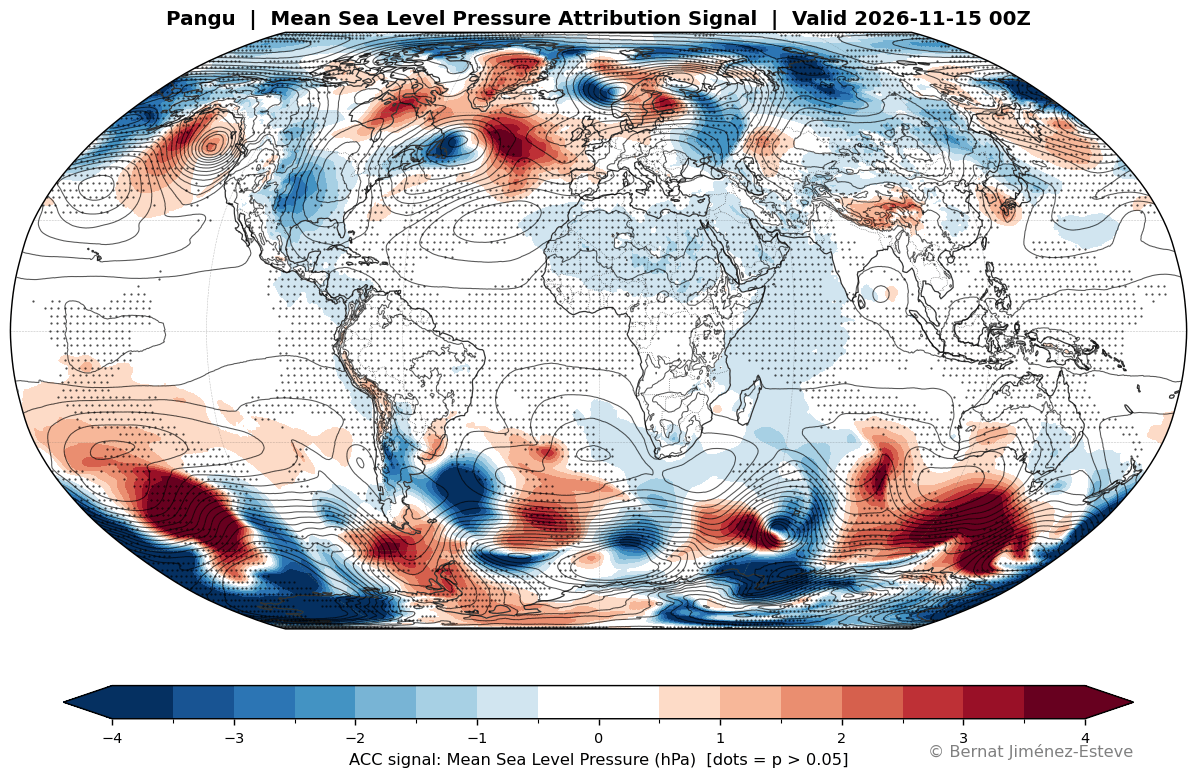 Pangu | Mean Sea Level Pressure Attribution Signal | Valid 2026-11-15 00Z
−4 −3 −2 −1 0 1 2 3 4
ACC signal: Mean Sea Level Pressure (hPa) [dots = p > 0.05]
© Bernat Jiménez-Esteve